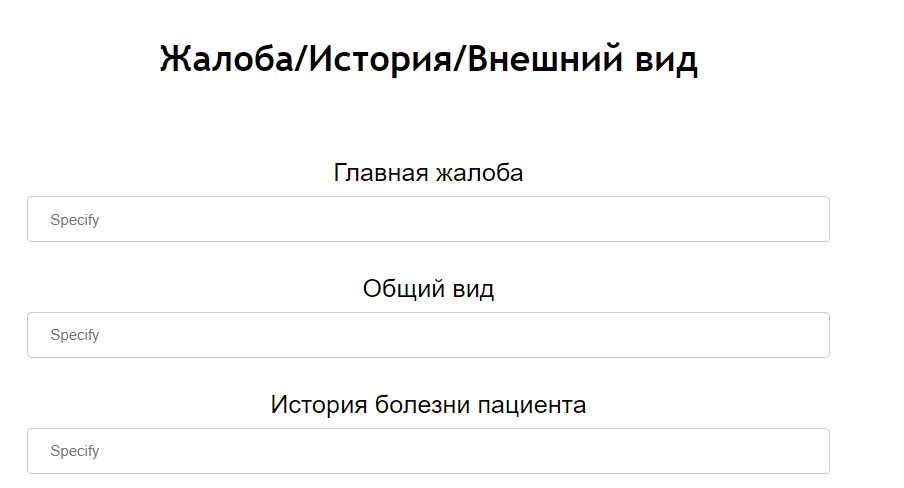 Жалоба/История/Внешний вид
Главная жалоба
Specify
Общий вид
Specify
История болезни пациента
Specify